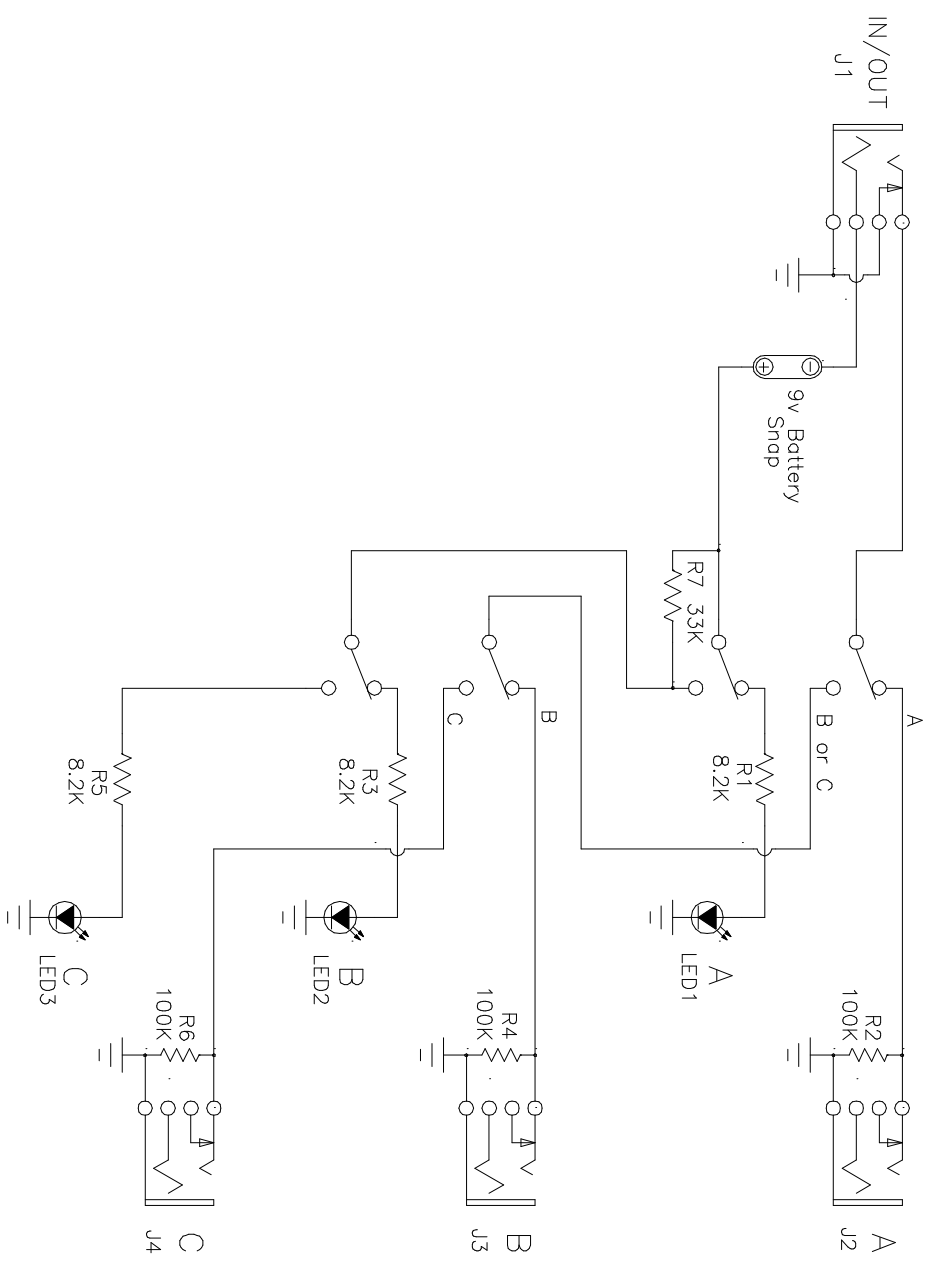 IN/OUT
J1
9v Battery
Snap
R7 33K
A
B or C
R1
8.2K
A
LED1
R2
100K
A
J2
B
C
R3
8.2K
B
LED2
R4
100K
B
J3
R5
8.2K
C
LED3
R6
100K
C
J4